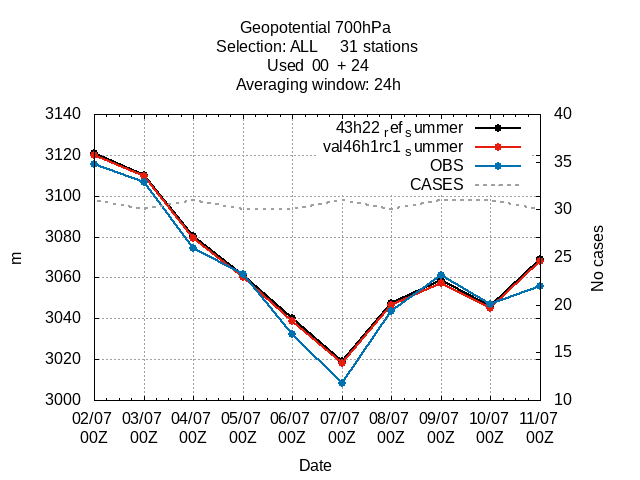 Geopotential 700hPa
Selection: ALL 31 stations
Used 00 + 24
Averaging window: 24h
43h22 ref summer
val46h1rc1 summer
OBS
CASES
m
3140
3120
3100
3080
3060
3040
3020
3000
No cases
40
35
30
25
20
15
10
02/07 03/07 04/07 05/07 06/07 07/07 08/07 09/07 10/07 11/07
00Z 00Z 00Z 00Z 00Z 00Z 00Z 00Z 00Z 00Z
Date